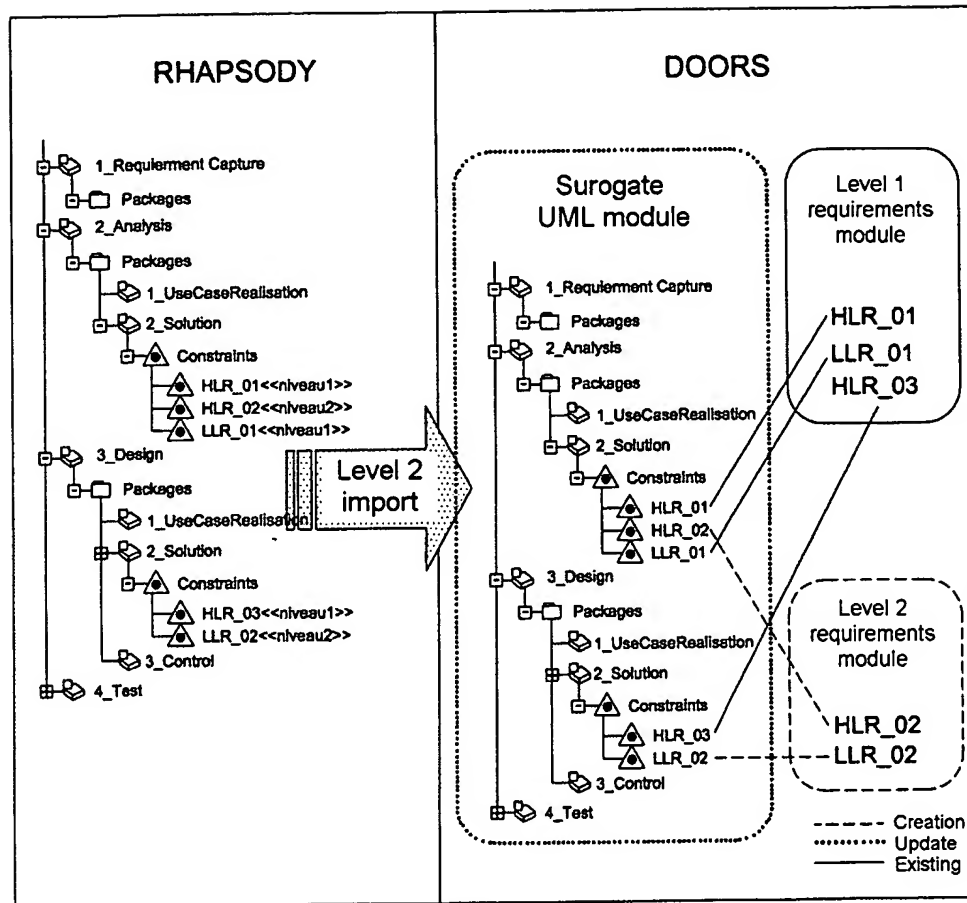 RHAPSODY
1_Requierment Capture
Packages
2_Analysis
Packages
1_UseCaseRealisation
2_Solution
Constraints
HLR_01<<niveau1>>
HLR_02<<niveau2>>
LLR_01<<niveau1>>
3_Design
Packages
1_UseCaseRealisation
2_Solution
Constraints
HLR_03<<niveau1>>
LLR_02<<niveau2>>
3_Control
4_Test
Level 2
import
DOORS
Surogate
UML module
1_Requierment Capture
Packages
2_Analysis
Packages
1_UseCaseRealisation
2_Solution
Constraints
HLR_01
HLR_02
LLR_01
3_Design
Packages
1_UseCaseRealisation
2_Solution
Constraints
HLR_03
LLR_02
3_Control
4_Test
Level 1
requirements
module
HLR_01
LLR_01
HLR_03
Level 2
requirements
module
HLR_02
LLR_02
Creation
Update
Existing